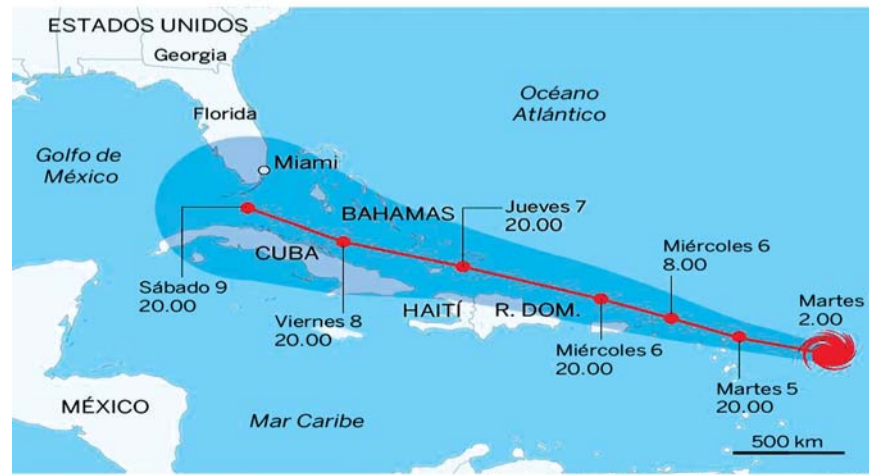 ESTADOS UNIDOS
Georgia
Florida
Océano
Atlántico
Golfo de
México
Miami
BAHAMAS
Jueves 7
20.00
Miércoles 6
8.00
CUBA
Sábado 9
20.00
Martes
2.00
Viernes 8
20.00
HAITÍ
R. DOM.
Miércoles 6
20.00
Martes 5
20.00
MÉXICO
Mar Caribe
500 km